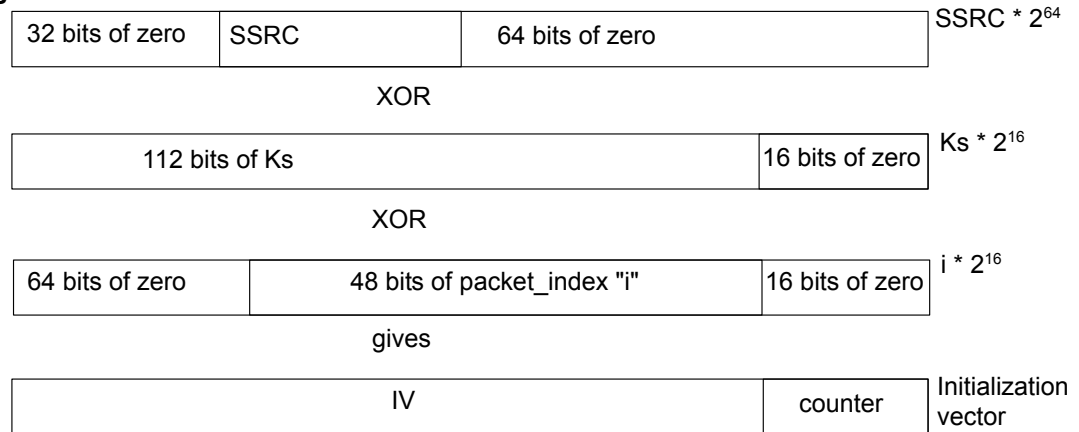 32 bits of zero SSRC 64 bits of zero SSRC * 2^64
XOR
112 bits of Ks 16 bits of zero Ks * 2^16
XOR
64 bits of zero 48 bits of packet_index "i" 16 bits of zero i * 2^16
gives
IV counter Initialization
vector